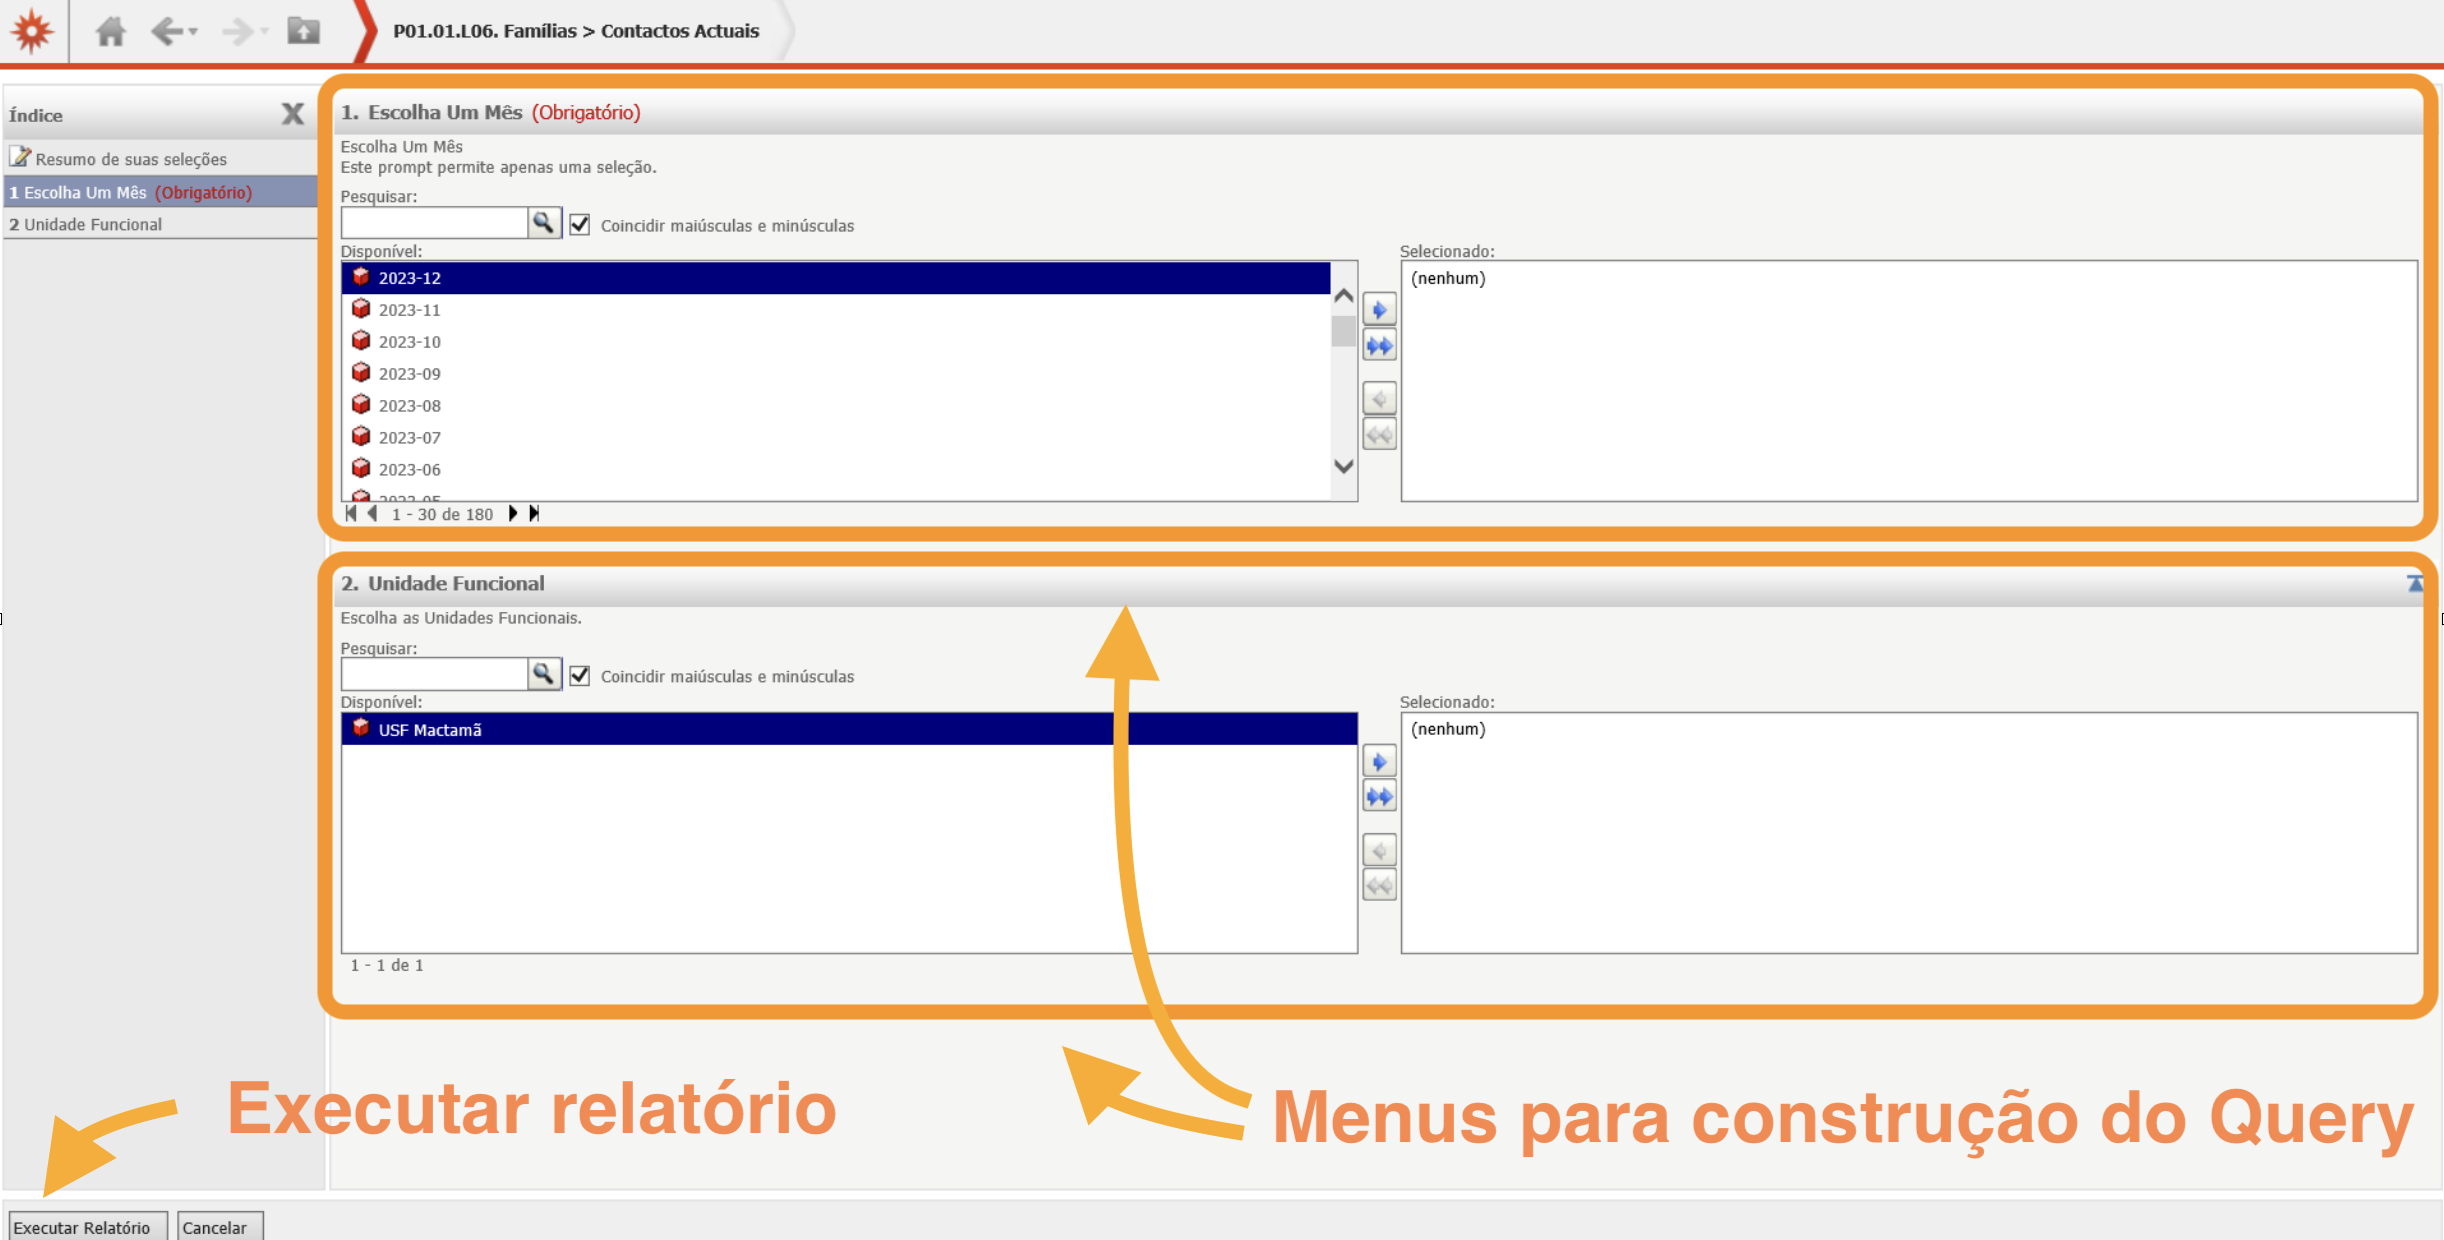 P01.01.L06. Famílias > Contactos Actuais
Índice
Resumo de suas seleções
1 Escolha Um Mês (Obrigatório)
2 Unidade Funcional
1. Escolha Um Mês (Obrigatório)
Escolha Um Mês
Este prompt permite apenas uma seleção.
Pesquisar:
Coincidir maiúsculas e minúsculas
Disponível:
2023-12
2023-11
2023-10
2023-09
2023-08
2023-07
2023-06
2023-05
1 - 30 de 180
Selecionado:
(nenhum)
2. Unidade Funcional
Escolha as Unidades Funcionais.
Pesquisar:
Coincidir maiúsculas e minúsculas
Disponível:
USF Mactamã
1 - 1 de 1
Selecionado:
(nenhum)
Executar relatório
Menus para construção do Query
Executar Relatório
Cancelar